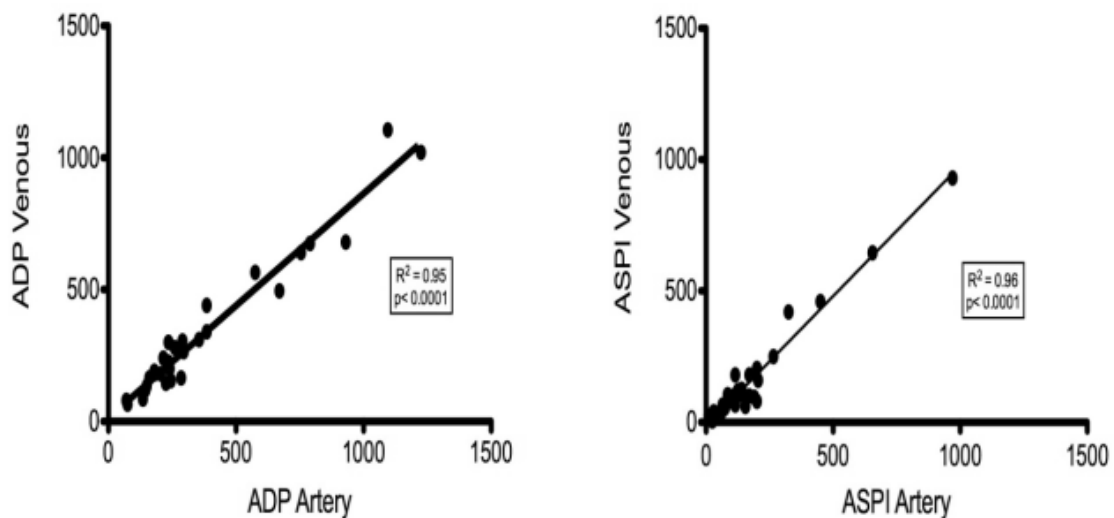 1500
1000
500
0
ADP Venous
R² = 0.95
p< 0.0001
0 500 1000 1500
ADP Artery
1500
1000
500
0
ASPI Venous
R² = 0.96
p< 0.0001
0 500 1000 1500
ASPI Artery